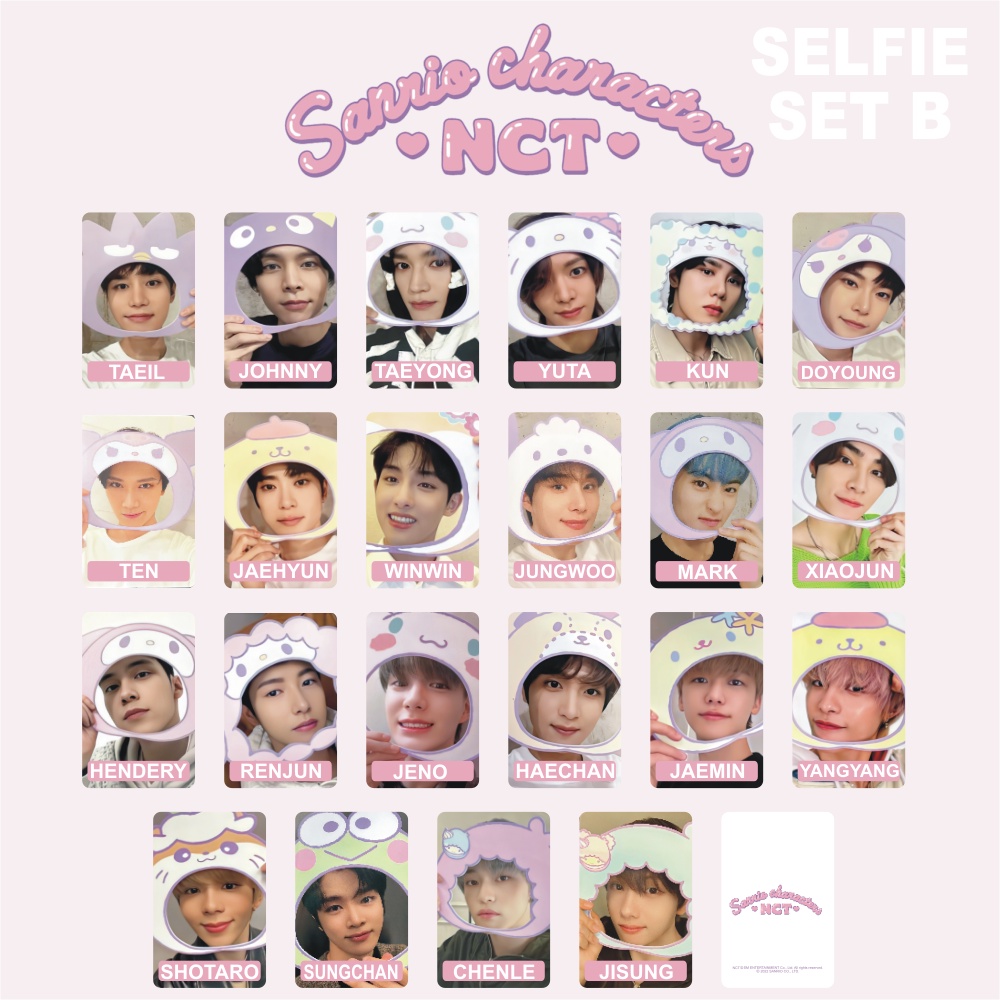 Sanrio characters
NCT
SELFIE
SET B
TAEIL
JOHNNY
TAEYONG
YUTA
KUN
DOYOUNG
TEN
JAEHYUN
WINWIN
JUNGWOO
MARK
XIAOJUN
HENDERY
RENJUN
JENO
HAECHAN
JAEMIN
YANGYANG
SHOTARO
SUNGCHAN
CHENLE
JISUNG
Sanrio characters
NCT